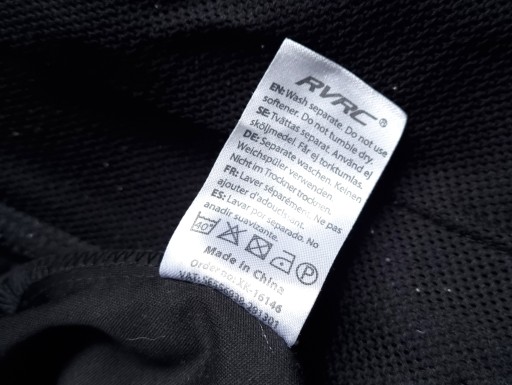 RVRC®
EN: Wash separate. Do not use
softener. Do not tumble dry.
SE: Tvättas separat. Använd ej
sköljmedel. Får ej torktumlas.
DE: Separate waschen. Keinen
Weichspüler verwenden.
Nicht im Trockner trocknen.
FR: Laver séparément. Ne pas
ajouter d'adoucissant.
ES: Lavar por separado. No
anadir suavizante.
40° P
Made in China
Order no: XK-16146